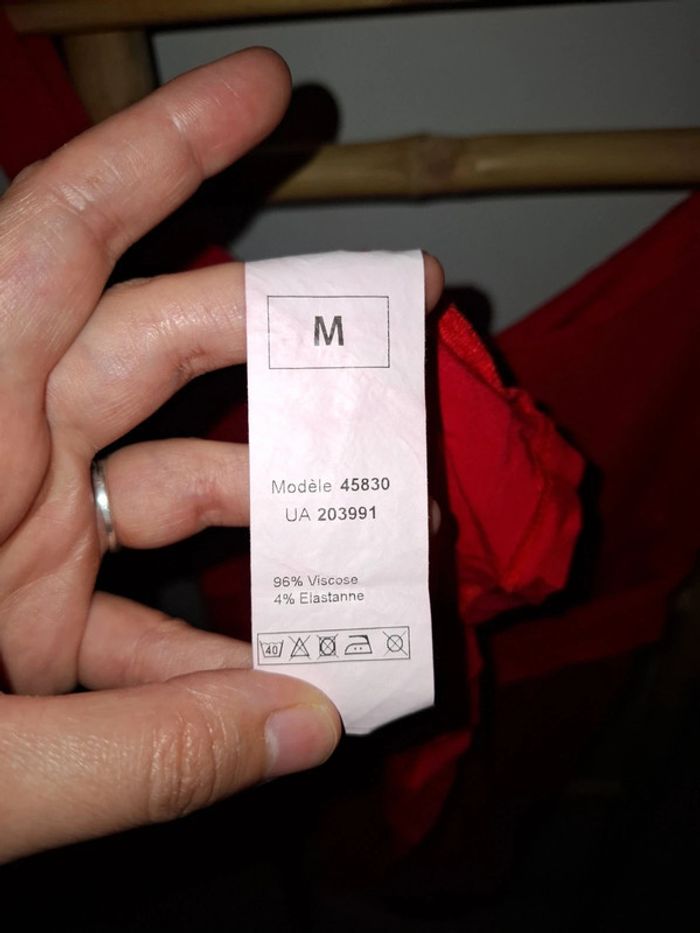 M
Modèle 45830
UA 203991
96% Viscose
4% Elastanne
40